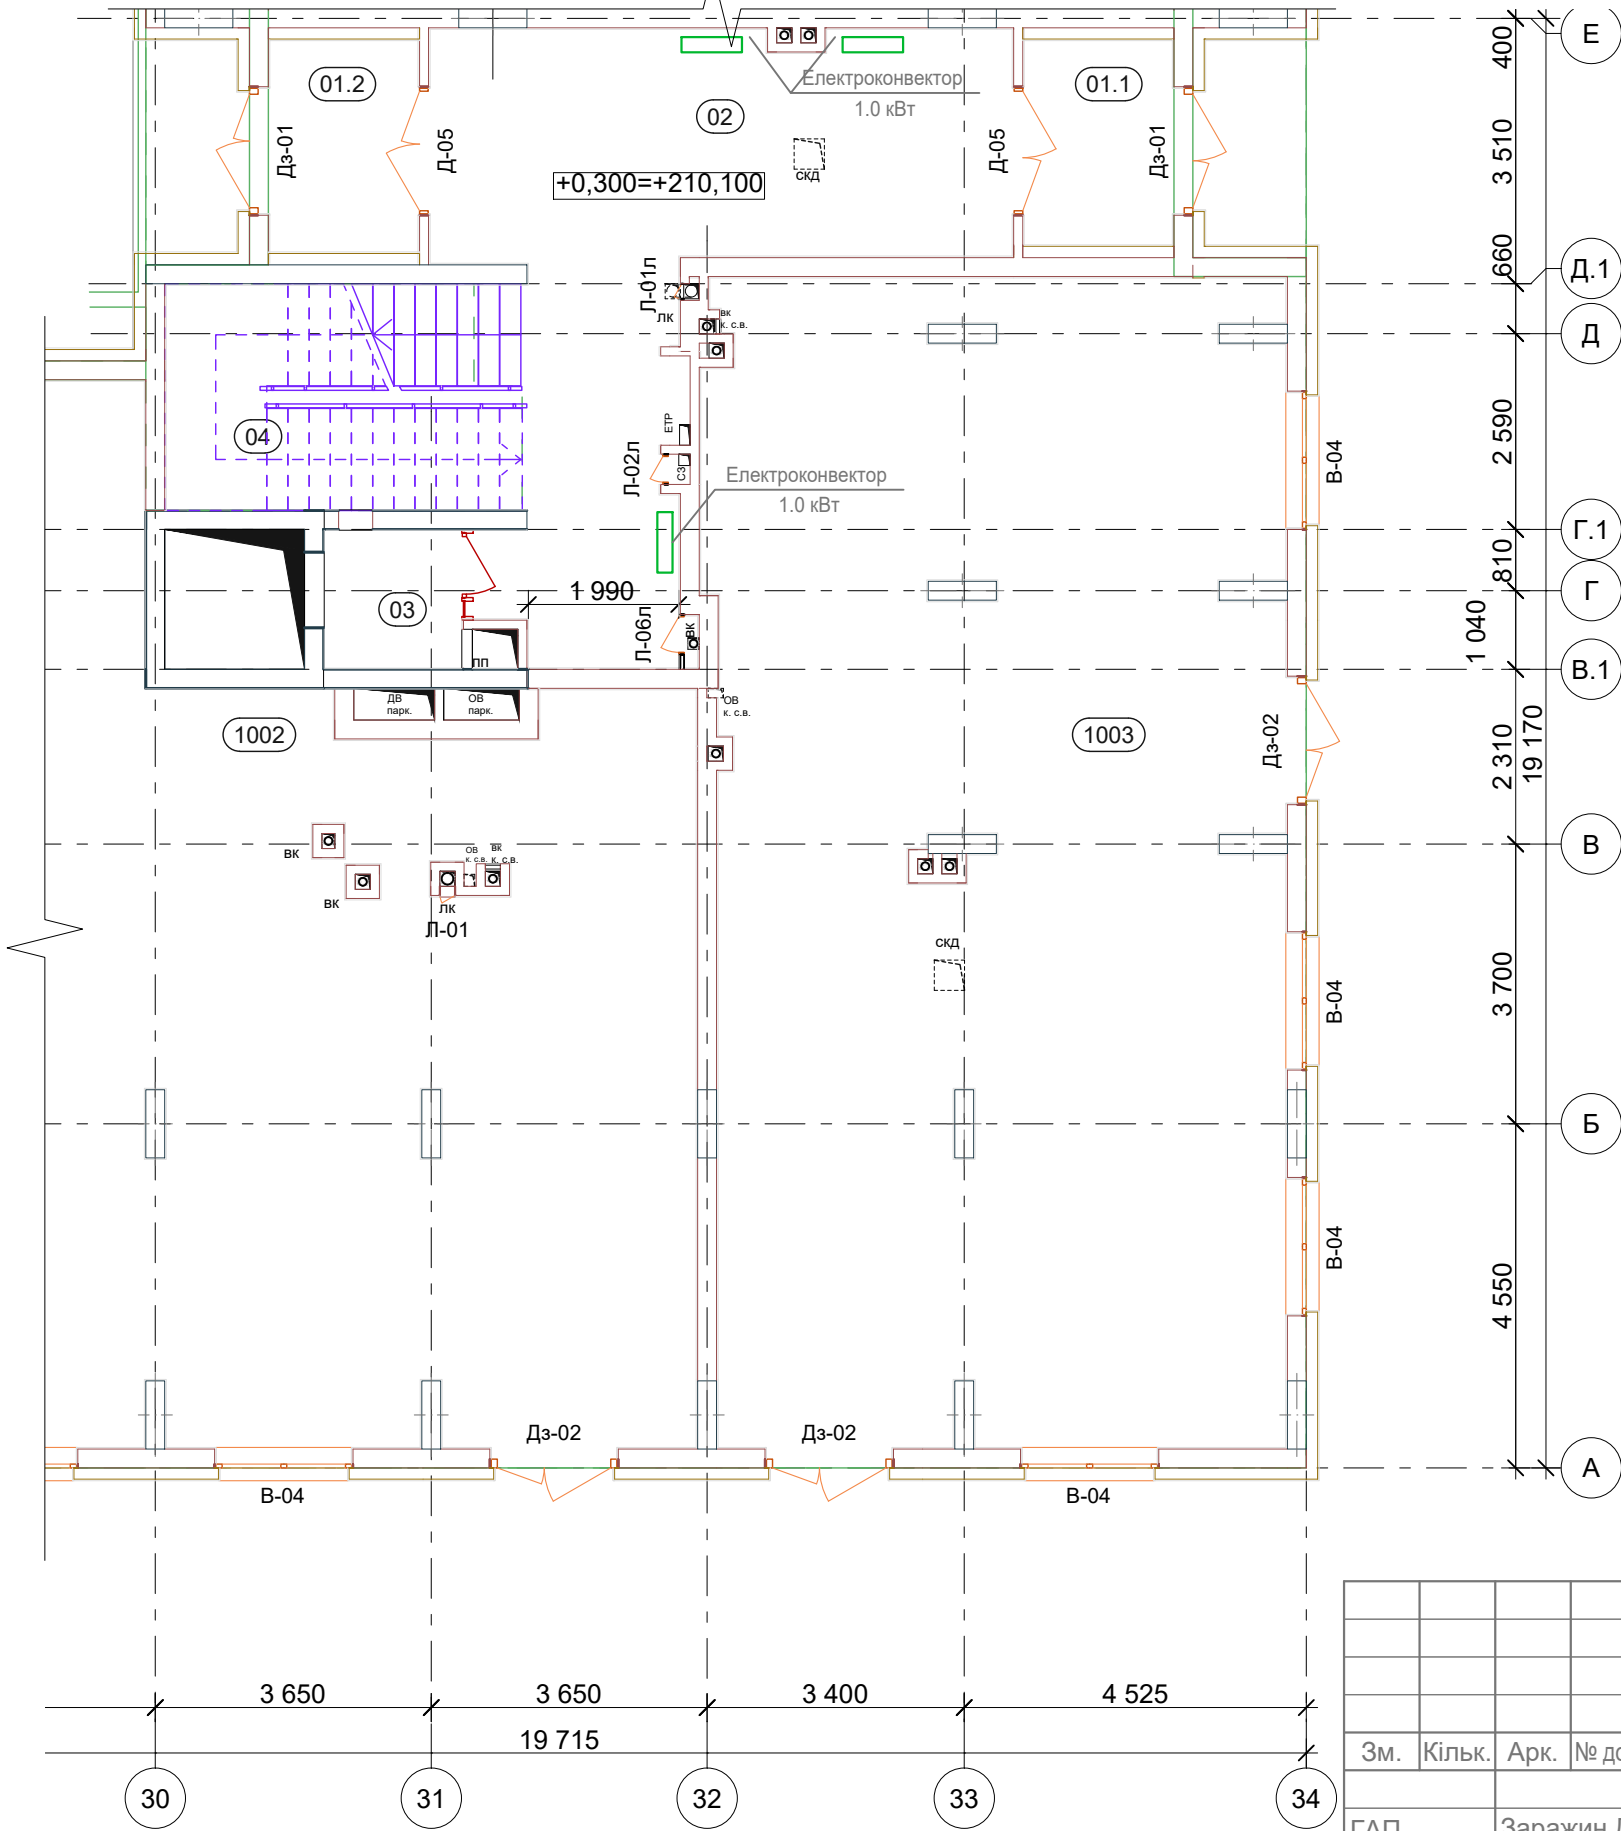 400
Е
01.2
Електроконвектор
1.0 кВт
01.1
02
Дз-01
Д-05
скд
Д-05
Дз-01
3 510
+0,300=+210,100
660
Д.1
Л-01л
лк
вк
к. с.в.
Д
04
ЕТР
СЗ
Л-02л
Електроконвектор
1.0 кВт
В-04
2 590
Г.1
810
1 990
03
Г
Л-06л
ВК
1 040
пп
В.1
ДВ
парк.
ОВ
парк.
ОВ
к. с.в.
1002
1003
Дз-02
2 310
19 170
В
вк
вк
ОВ
к. с.в.
ВК
к. с.в.
лк
Л-01
скд
В-04
3 700
Б
В-04
4 550
Дз-02
Дз-02
А
В-04
В-04
3 650
3 650
3 400
4 525
19 715
30
31
32
33
34
Зм.
Кільк.
Арк.
№ до
ГАП
Заражин